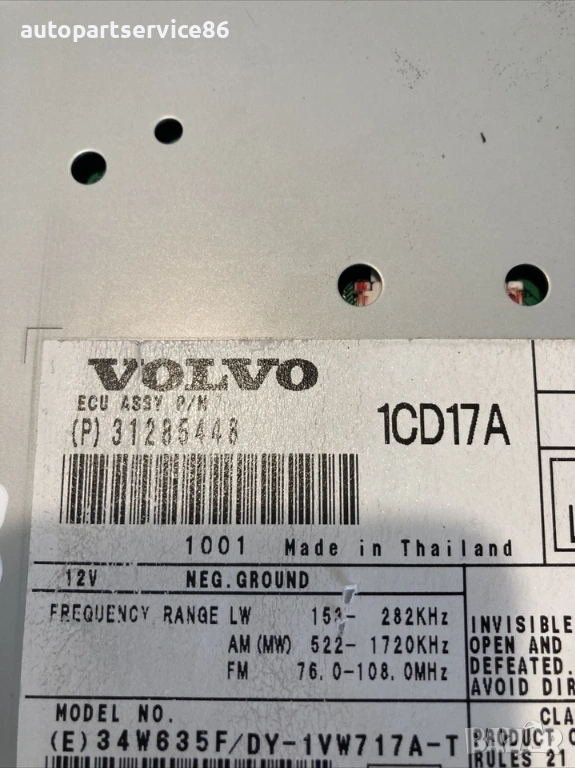 autopartservice86
VOLVO
ECU ASSY P/N
(P) 31285448
1CD17A
1001 Made in Thailand
12V NEG. GROUND
FREQUENCY RANGE LW 153- 282KHz
AM (MW) 522- 1720KHz
FM 76.0-108.0MHz
INVISIBLE
OPEN AND
DEFEATED.
AVOID DIR
MODEL NO.
(E) 34W635F/DY-1VW717A-T
CLA
PRODUCT C
RULES 21